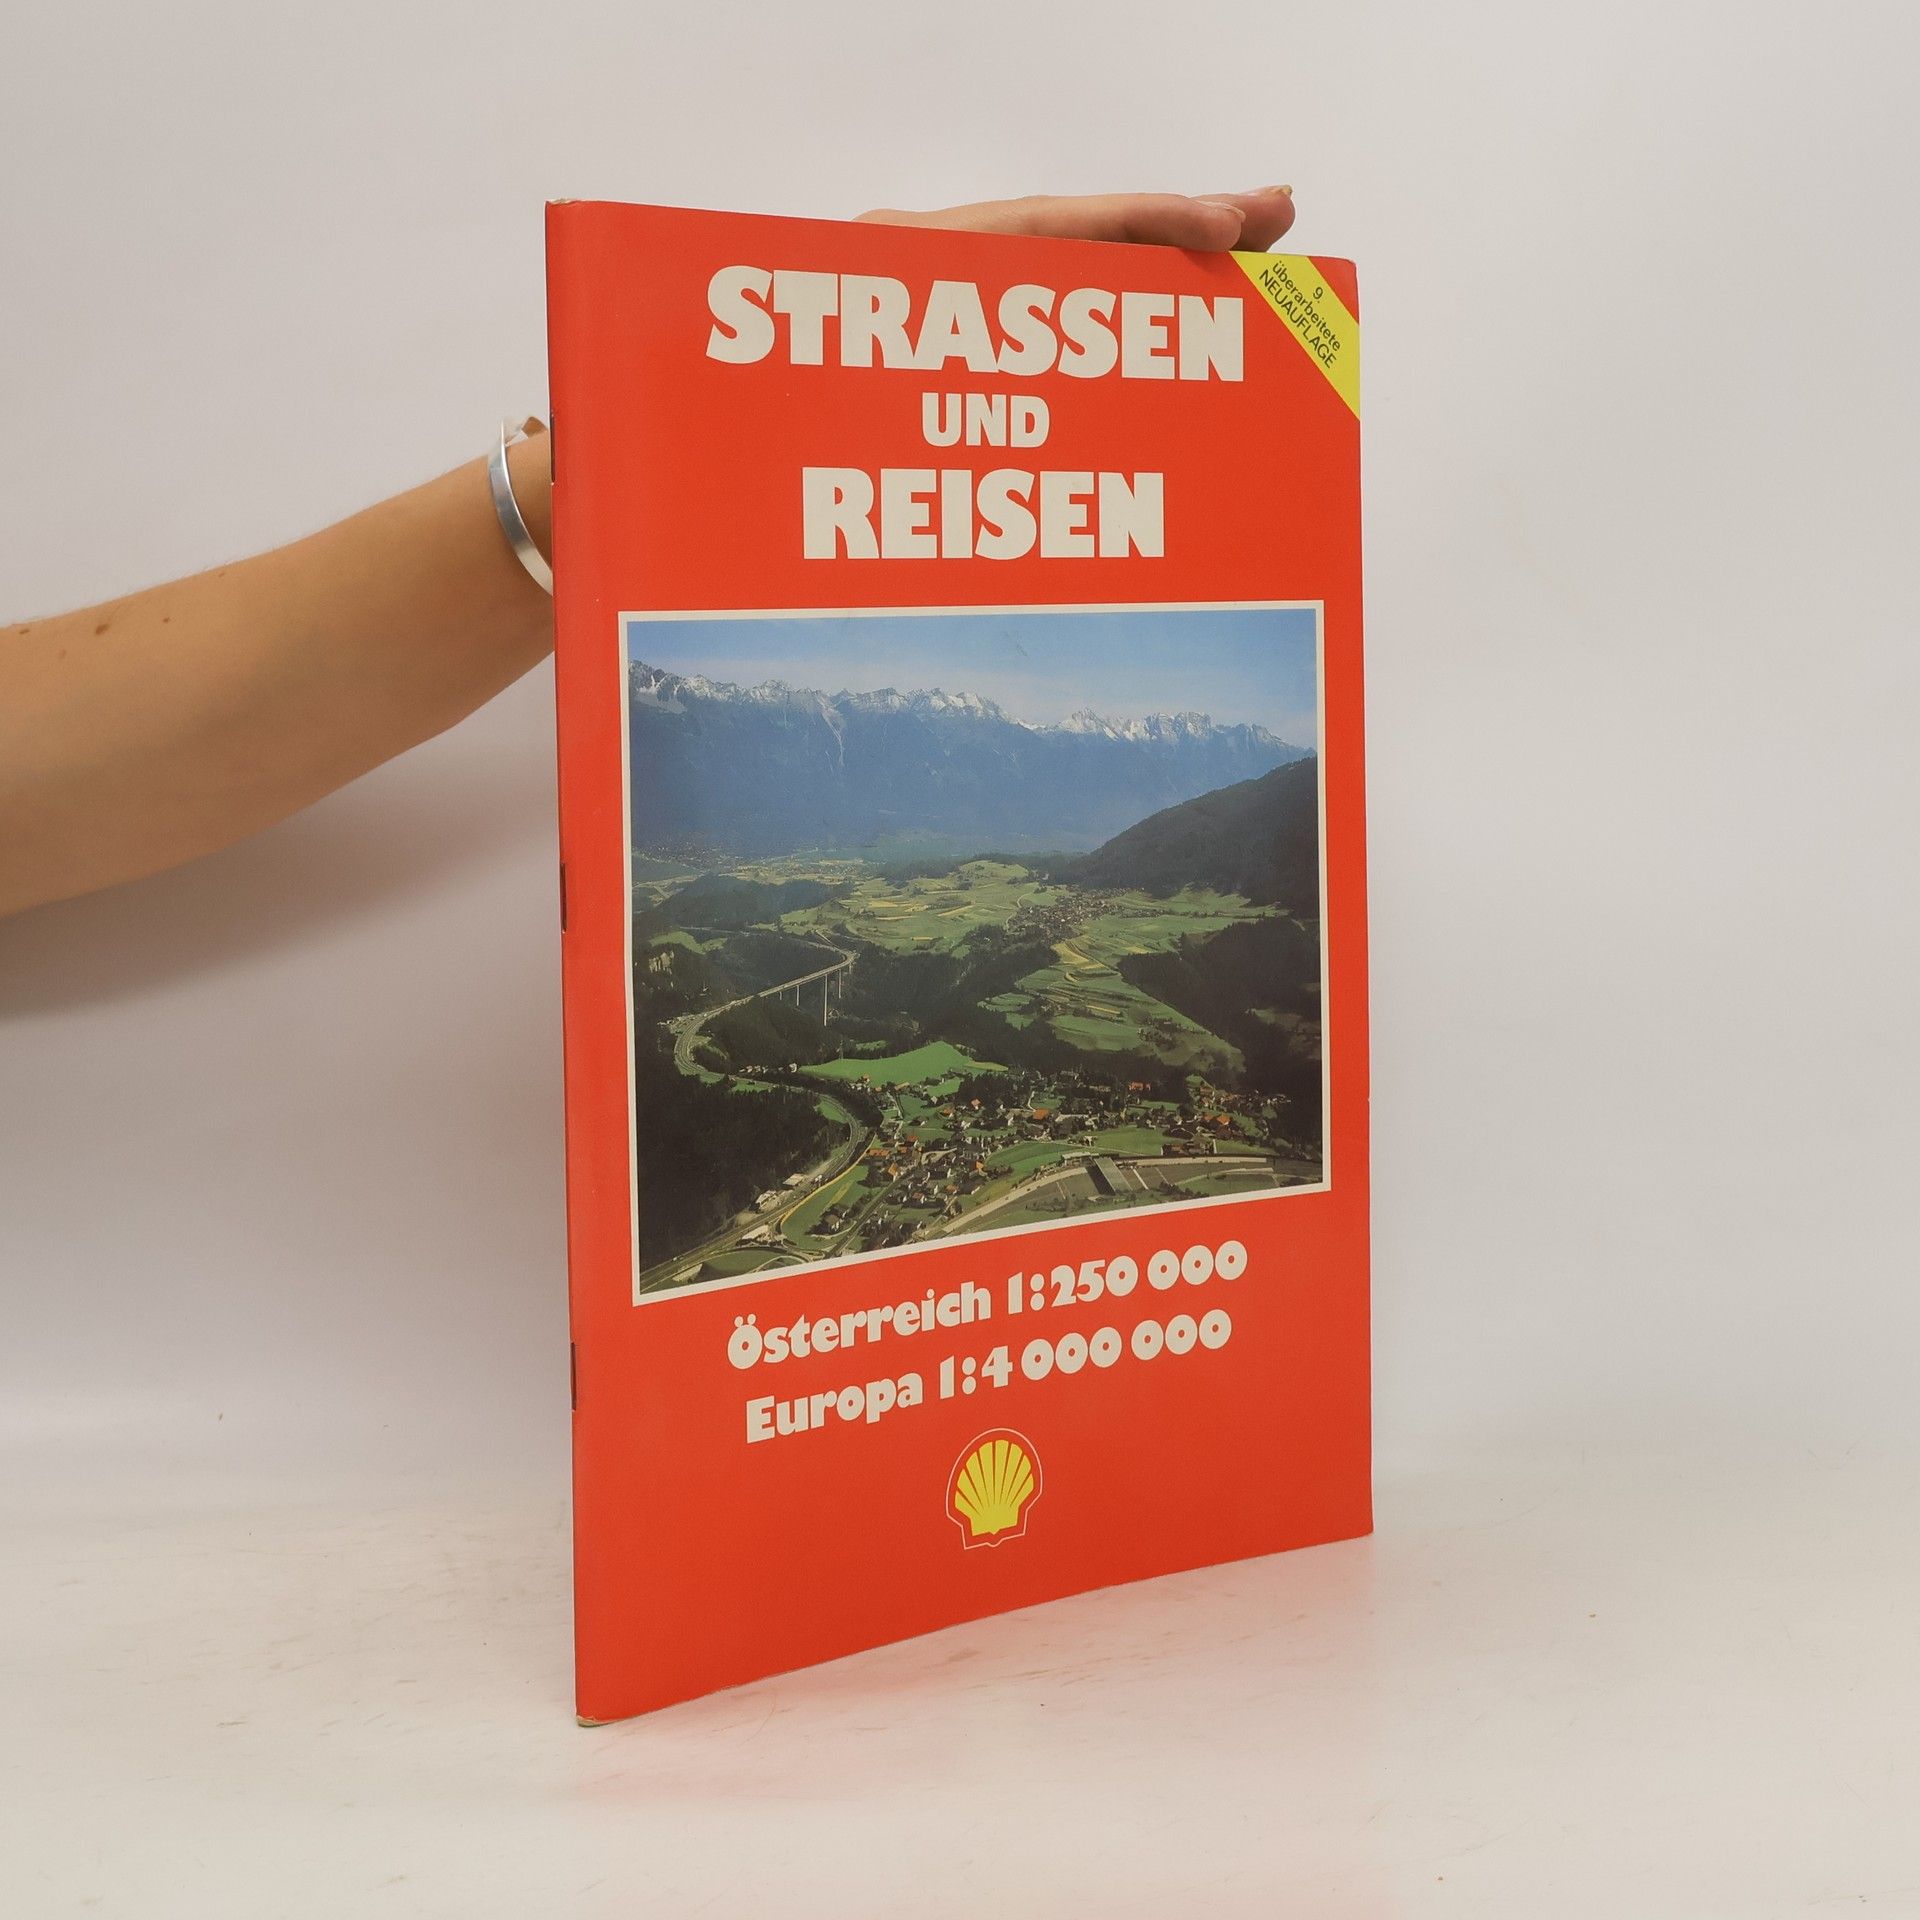 STRASSEN
UND
REISEN
9.
überarbeitete
NEUAUFLAGE
Österreich 1:250 000
Europa 1:4 000 000